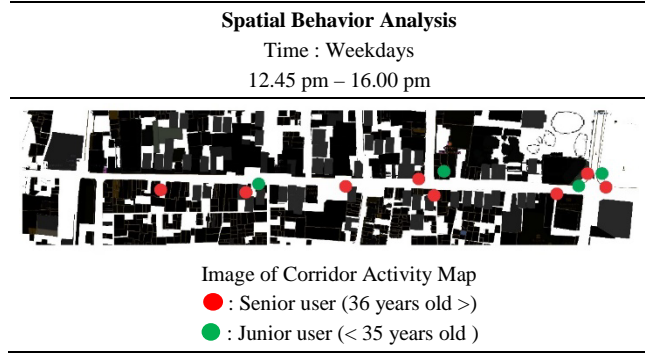 Spatial Behavior Analysis
Time : Weekdays
12.45 pm – 16.00 pm
Image of Corridor Activity Map
: Senior user (36 years old >)
: Junior user (< 35 years old )